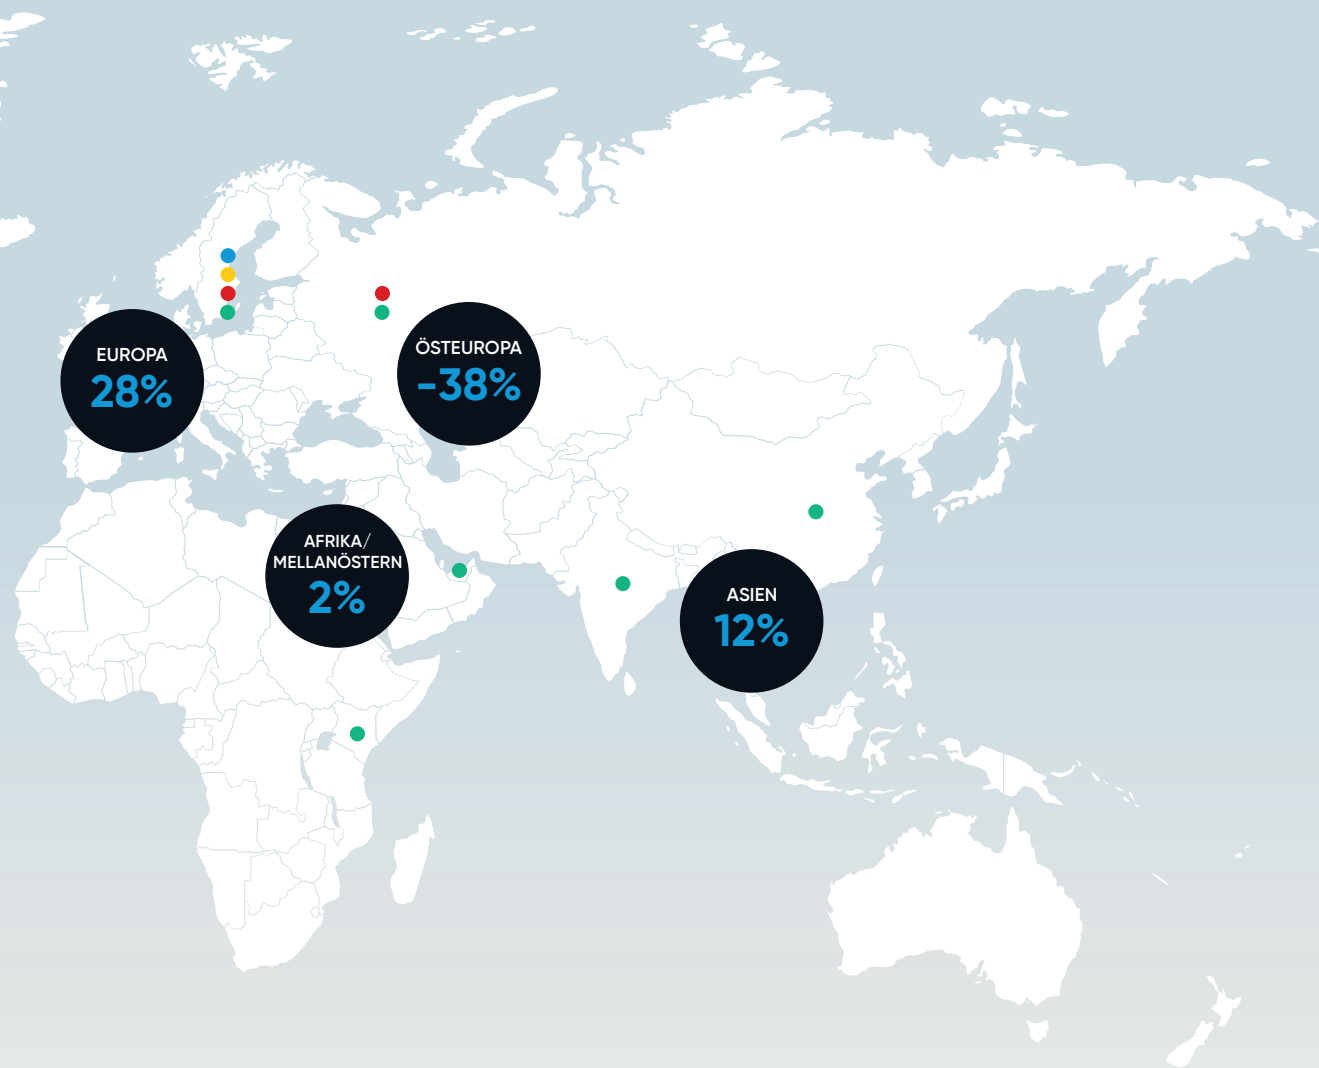 EUROPA
28%
ÖSTEUROPA
-38%
AFRIKA/
MELLANÖSTERN
2%
ASIEN
12%